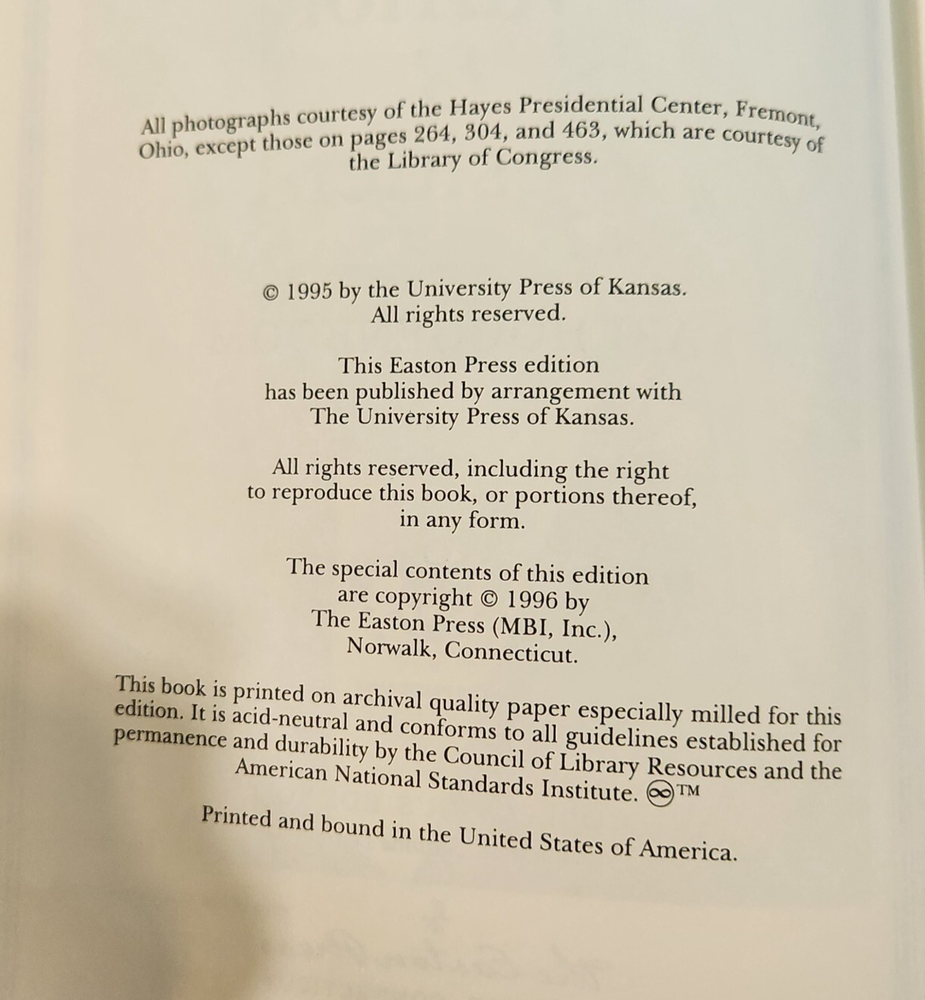 All photographs courtesy of the Hayes Presidential Center, Fremont,
Ohio, except those on pages 264, 304, and 463, which are courtesy of
the Library of Congress.
© 1995 by the University Press of Kansas.
All rights reserved.
This Easton Press edition
has been published by arrangement with
The University Press of Kansas.
All rights reserved, including the right
to reproduce this book, or portions thereof,
in any form.
The special contents of this edition
are copyright © 1996 by
The Easton Press (MBI, Inc.),
Norwalk, Connecticut.
This book is printed on archival quality paper especially milled for this
edition. It is acid-neutral and conforms to all guidelines established for
permanence and durability by the Council of Library Resources and the
American National Standards Institute. ♾™
Printed and bound in the United States of America.